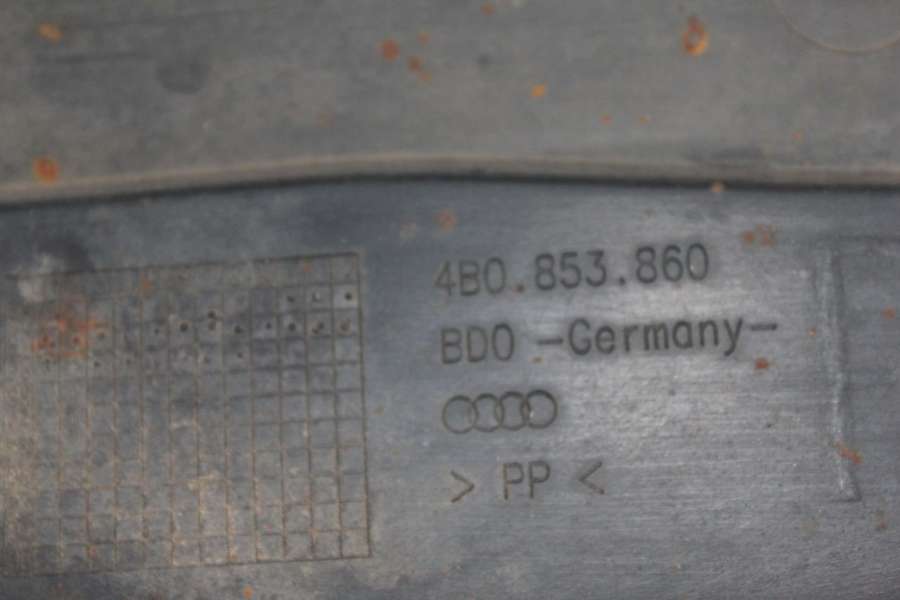 4B0.853.860
BDO -Germany-
> PP <